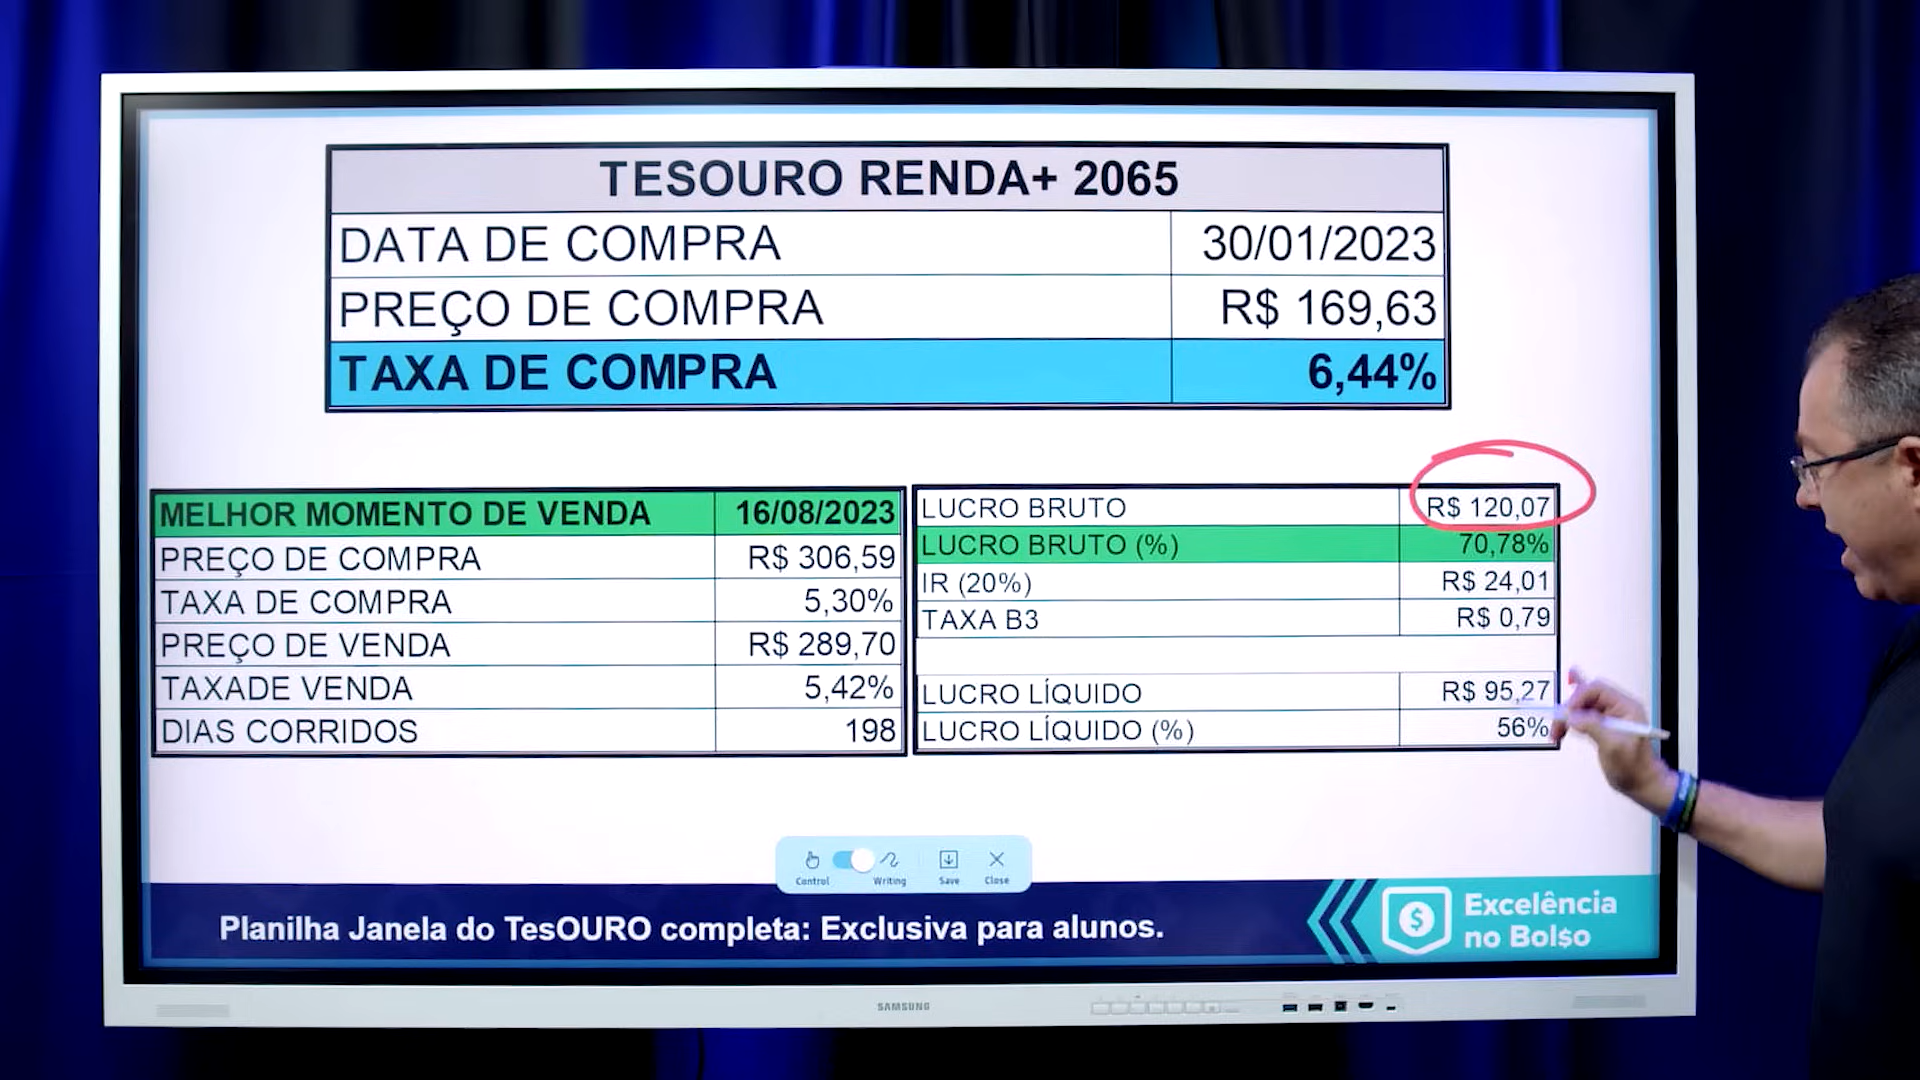 TESOURO RENDA+ 2065
DATA DE COMPRA 30/01/2023
PREÇO DE COMPRA R$ 169,63
TAXA DE COMPRA 6,44%
MELHOR MOMENTO DE VENDA 16/08/2023
PREÇO DE COMPRA R$ 306,59
TAXA DE COMPRA 5,30%
PREÇO DE VENDA R$ 289,70
TAXADE VENDA 5,42%
DIAS CORRIDOS 198
LUCRO BRUTO R$ 120,07
LUCRO BRUTO (%) 70,78%
IR (20%) R$ 24,01
TAXA B3 R$ 0,79
LUCRO LÍQUIDO R$ 95,27
LUCRO LÍQUIDO (%) 56%
Control Writing Save Close
Planilha Janela do TesOURO completa: Exclusiva para alunos.
$
Excelência
no Bol$o
SAMSUNG